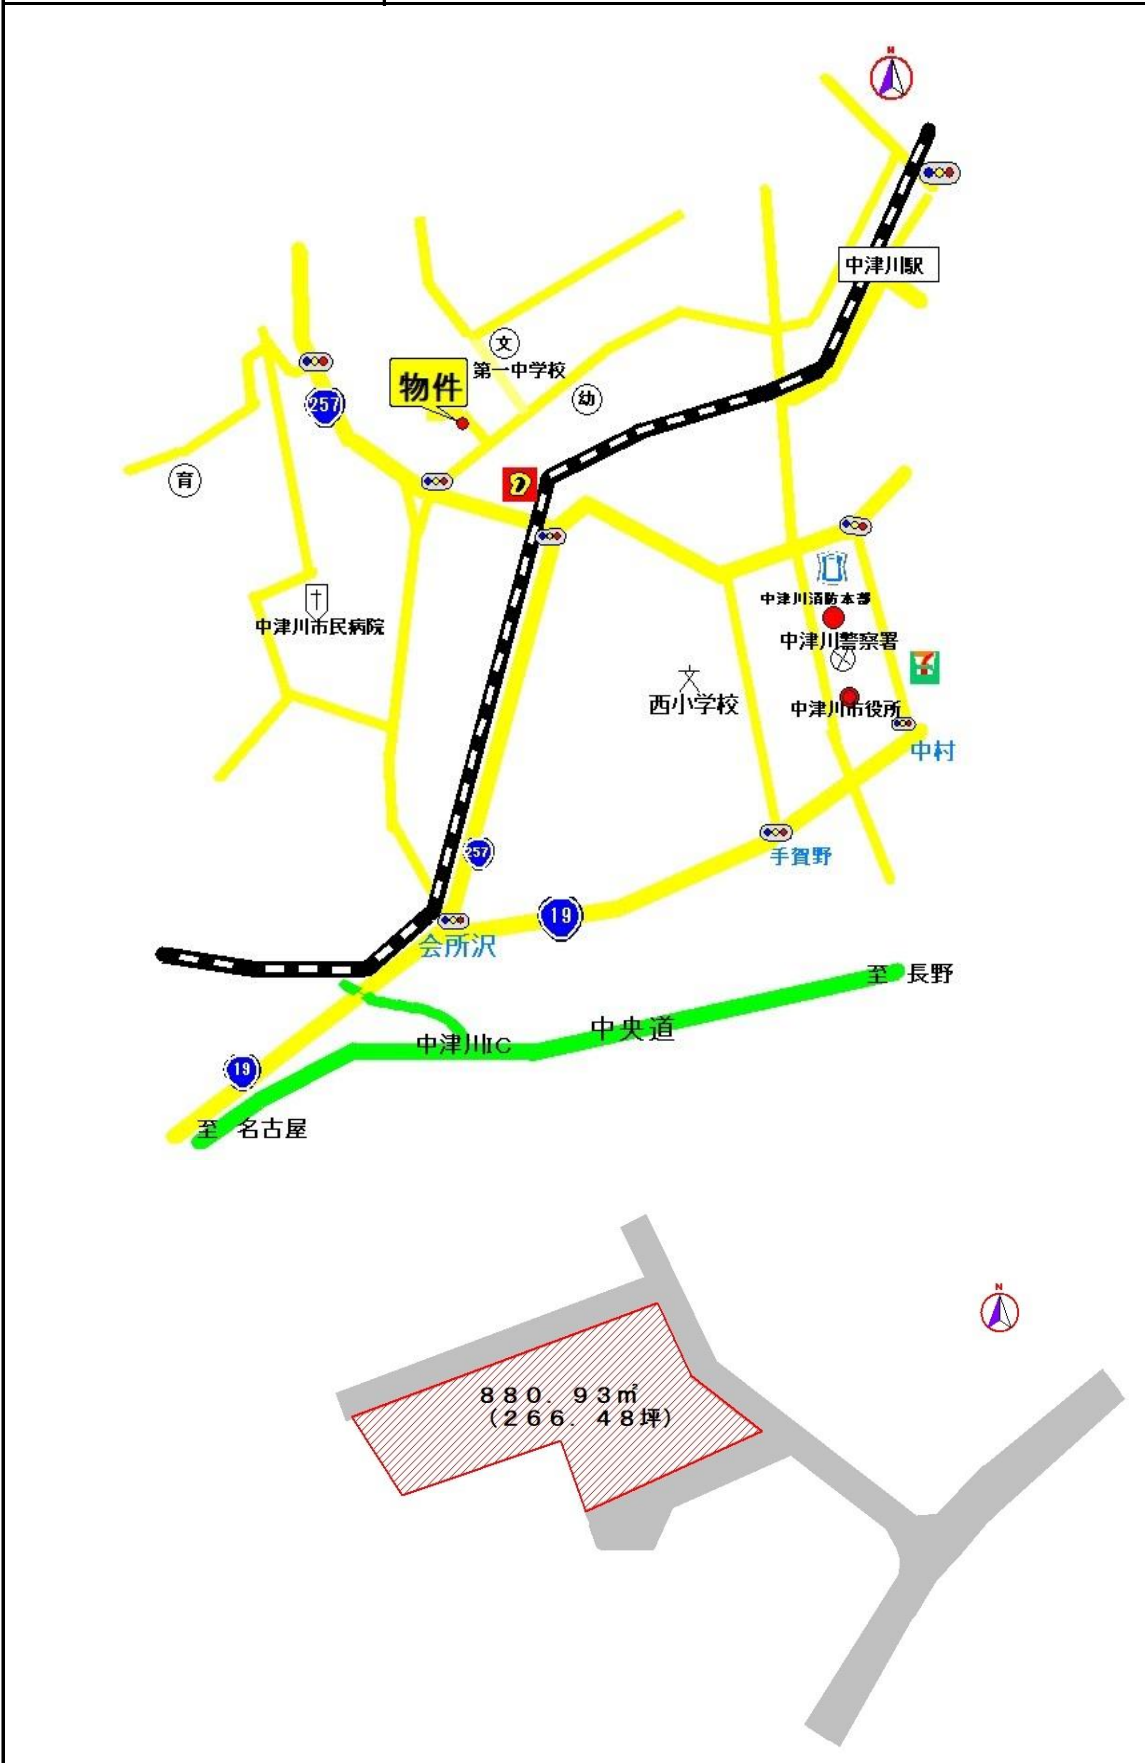 N
中津川駅
文
第一中学校
物件
幼
257
育
中津川消防本部
中津川警察署
中津川市民病院
西小学校
7
中津川市役所
中村
257
手賀野
19
会所沢
至 長野
中央道
中津川IC
19
至 名古屋
N
880.93㎡
(266.48坪)